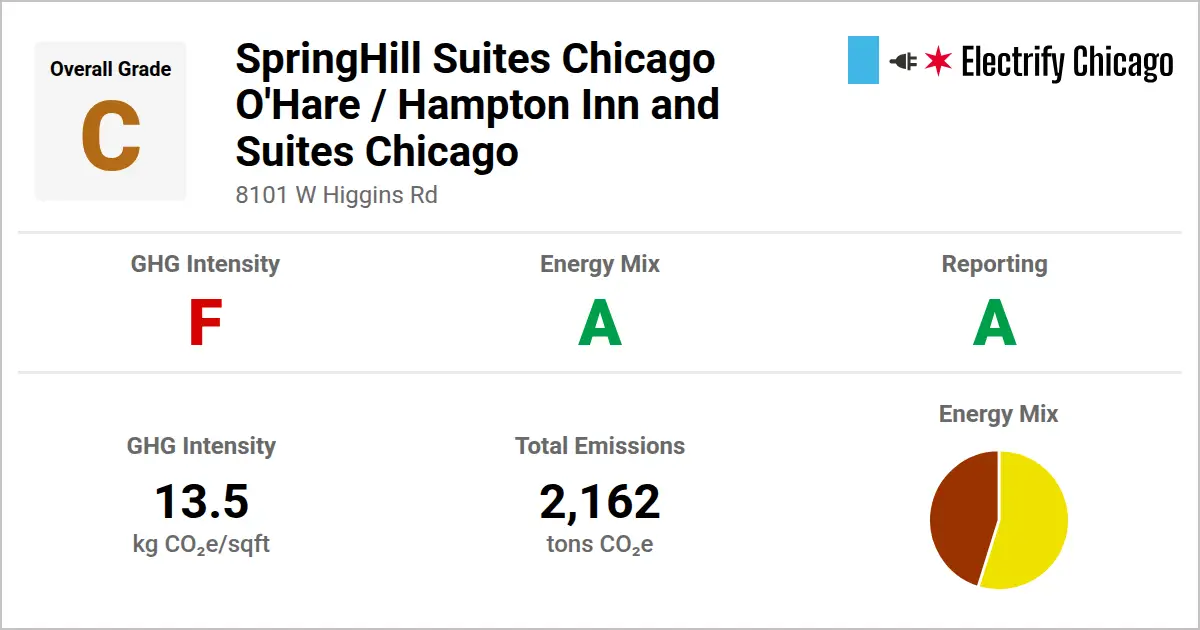 Overall Grade
C
SpringHill Suites Chicago
O'Hare / Hampton Inn and
Suites Chicago
8101 W Higgins Rd
Electrify Chicago
GHG Intensity
F
Energy Mix
A
Reporting
A
GHG Intensity
13.5
kg CO₂e/sqft
Total Emissions
2,162
tons CO₂e
Energy Mix